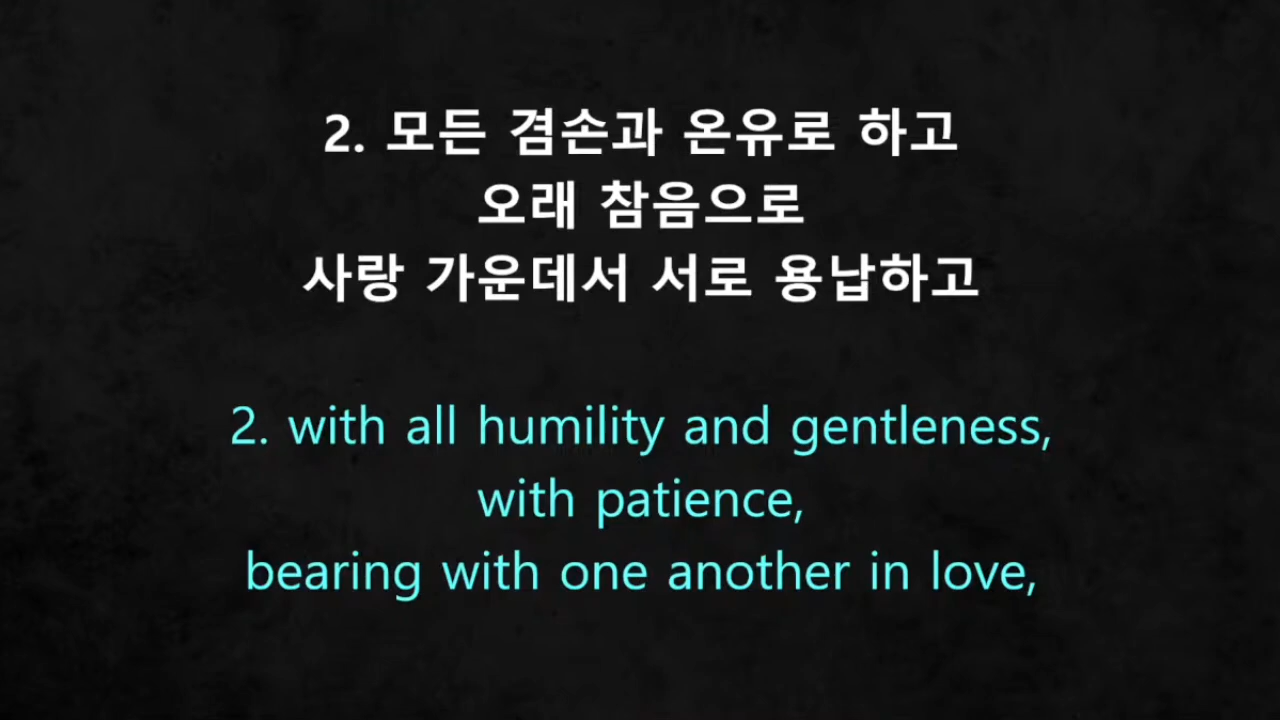 2. 모든 겸손과 온유로 하고
오래 참음으로
사랑 가운데서 서로 용납하고
2. with all humility and gentleness,
with patience,
bearing with one another in love,